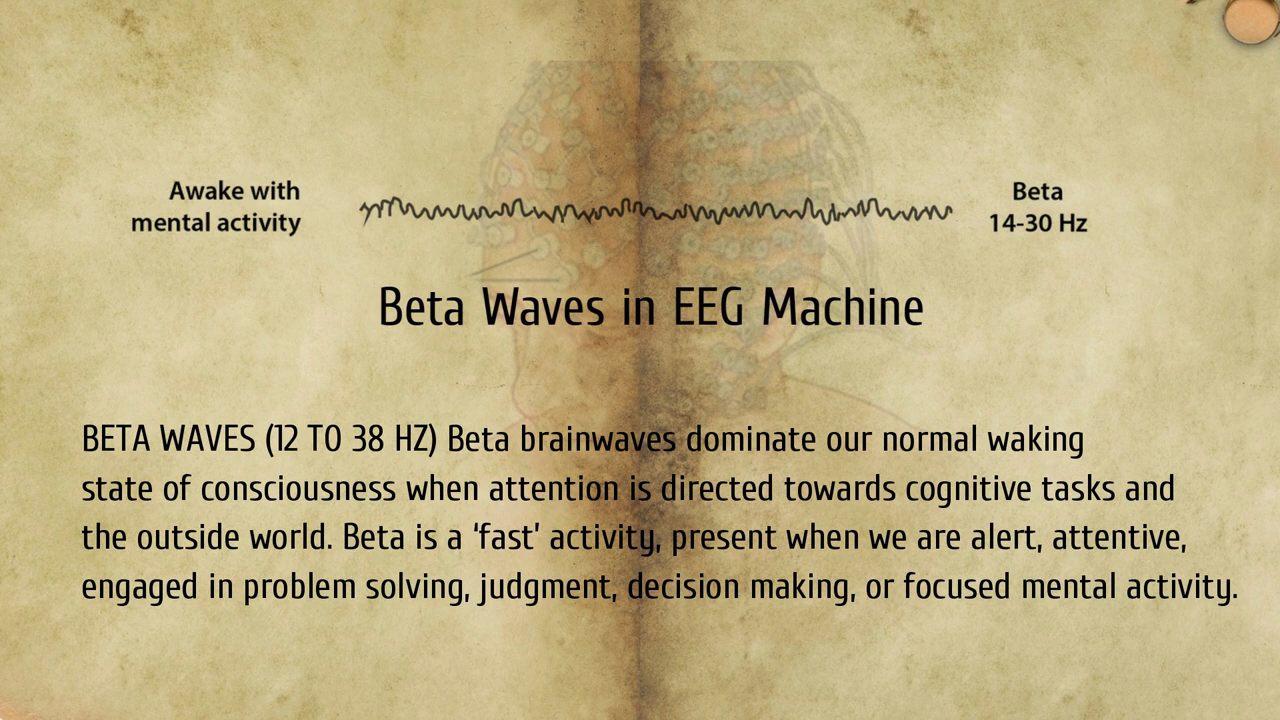 Awake with
mental activity
Beta
14-30 Hz
Beta Waves in EEG Machine
BETA WAVES (12 TO 38 HZ) Beta brainwaves dominate our normal waking
state of consciousness when attention is directed towards cognitive tasks and
the outside world. Beta is a ‘fast’ activity, present when we are alert, attentive,
engaged in problem solving, judgment, decision making, or focused mental activity.